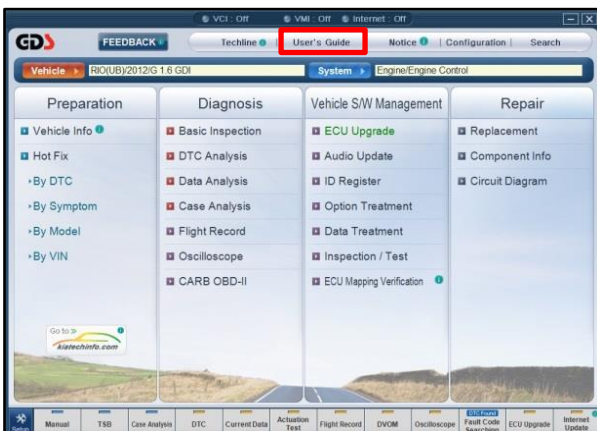 VCI : Off VMI : Off Internet : Off
GDS FEEDBACK Techline User's Guide Notice Configuration Search
Vehicle RIO(UB)/2012/G 1.6 GDI System Engine/Engine Control
Preparation
Vehicle Info
Hot Fix
By DTC
By Symptom
By Model
By VIN
Go to
kiatechinfo.com
Diagnosis
Basic Inspection
DTC Analysis
Data Analysis
Case Analysis
Flight Record
Oscilloscope
CARB OBD-II
Vehicle S/W Management
ECU Upgrade
Audio Update
ID Register
Option Treatment
Data Treatment
Inspection / Test
ECU Mapping Verification
Repair
Replacement
Component Info
Circuit Diagram
Setup Manual TSB Case Analysis DTC Current Data Actuation Test Flight Record DVOM Oscilloscope DTC Found Fault Code Searching ECU Upgrade Internet Update